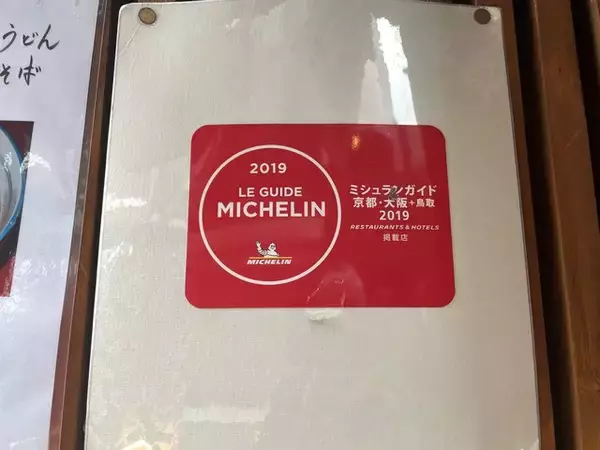 うどん
そば
2019
LE GUIDE
MICHELIN
MICHELIN
ミシュランガイド
京都・大阪+鳥取
2019
RESTAURANTS & HOTELS
掲載店